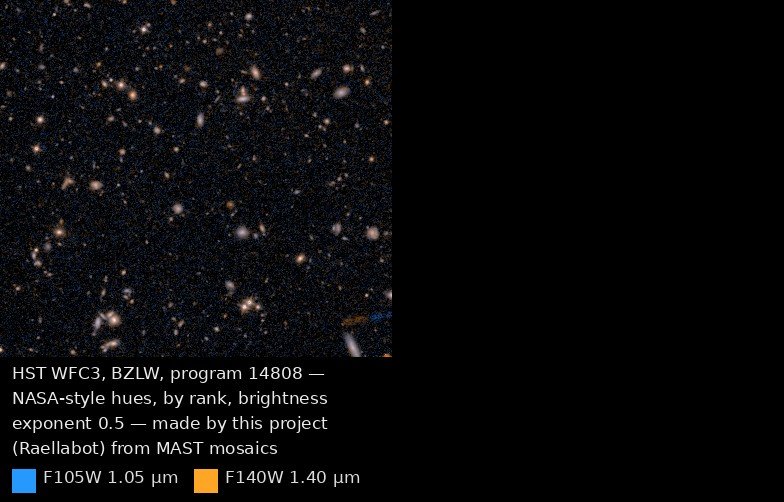 HST WFC3, BZLW, program 14808 —
NASA-style hues, by rank, brightness
exponent 0.5 — made by this project
(Raellabot) from MAST mosaics
F105W 1.05 μm F140W 1.40 μm